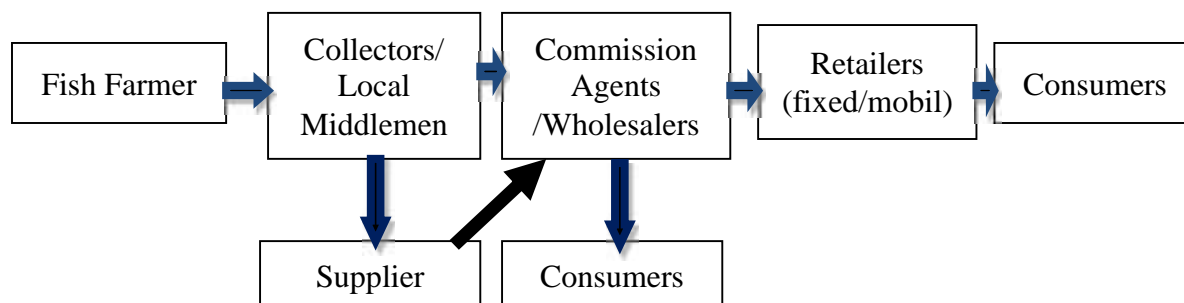 Fish Farmer
Collectors/
Local
Middlemen
Commission
Agents
/Wholesalers
Retailers
(fixed/mobil)
Consumers
Supplier
Consumers